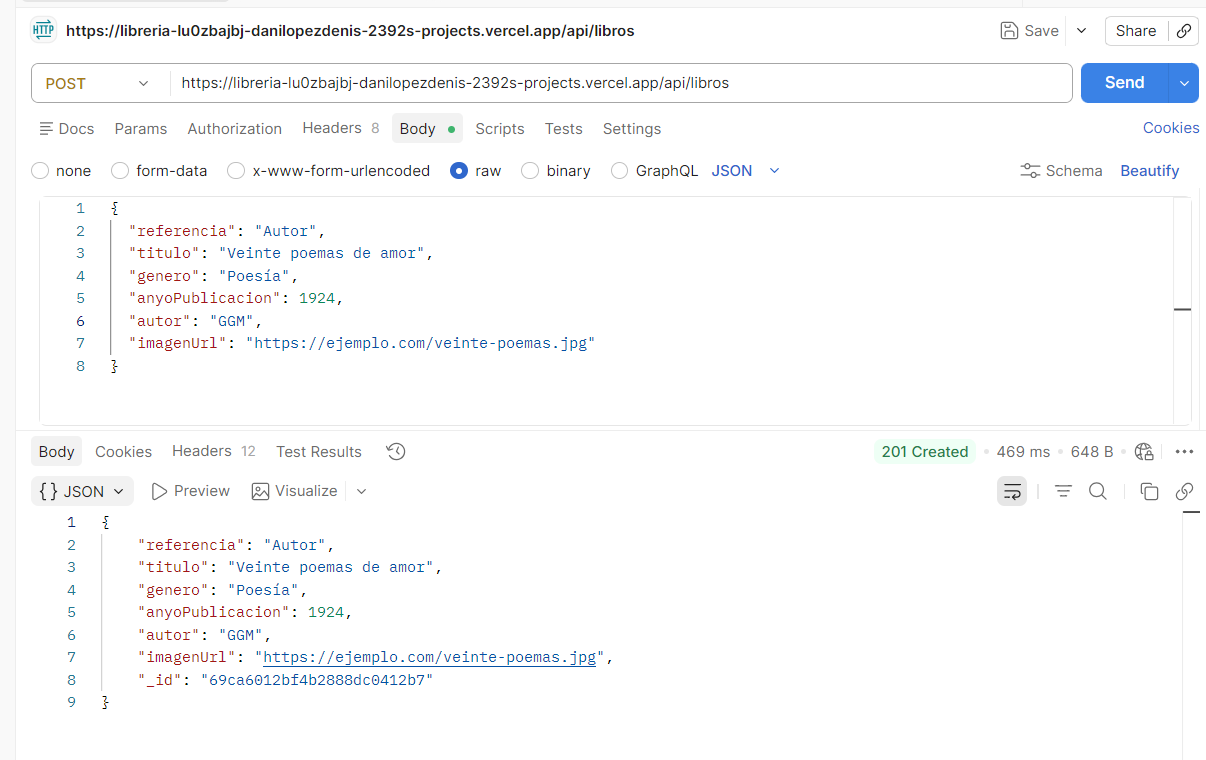 HTTP https://libreria-lu0zbajbj-danilopezdenis-2392s-projects.vercel.app/api/libros Save Share
POST https://libreria-lu0zbajbj-danilopezdenis-2392s-projects.vercel.app/api/libros Send
Docs Params Authorization Headers 8 Body Scripts Tests Settings Cookies
none form-data x-www-form-urlencoded raw binary GraphQL JSON Schema Beautify
1 {
2 "referencia": "Autor",
3 "titulo": "Veinte poemas de amor",
4 "genero": "Poesía",
5 "anyoPublicacion": 1924,
6 "autor": "GGM",
7 "imagenUrl": "https://ejemplo.com/veinte-poemas.jpg"
8 }
Body Cookies Headers 12 Test Results 201 Created • 469 ms • 648 B •
{} JSON Preview Visualize
1 {
2 "referencia": "Autor",
3 "titulo": "Veinte poemas de amor",
4 "genero": "Poesía",
5 "anyoPublicacion": 1924,
6 "autor": "GGM",
7 "imagenUrl": "https://ejemplo.com/veinte-poemas.jpg",
8 "_id": "69ca6012bf4b2888dc0412b7"
9 }